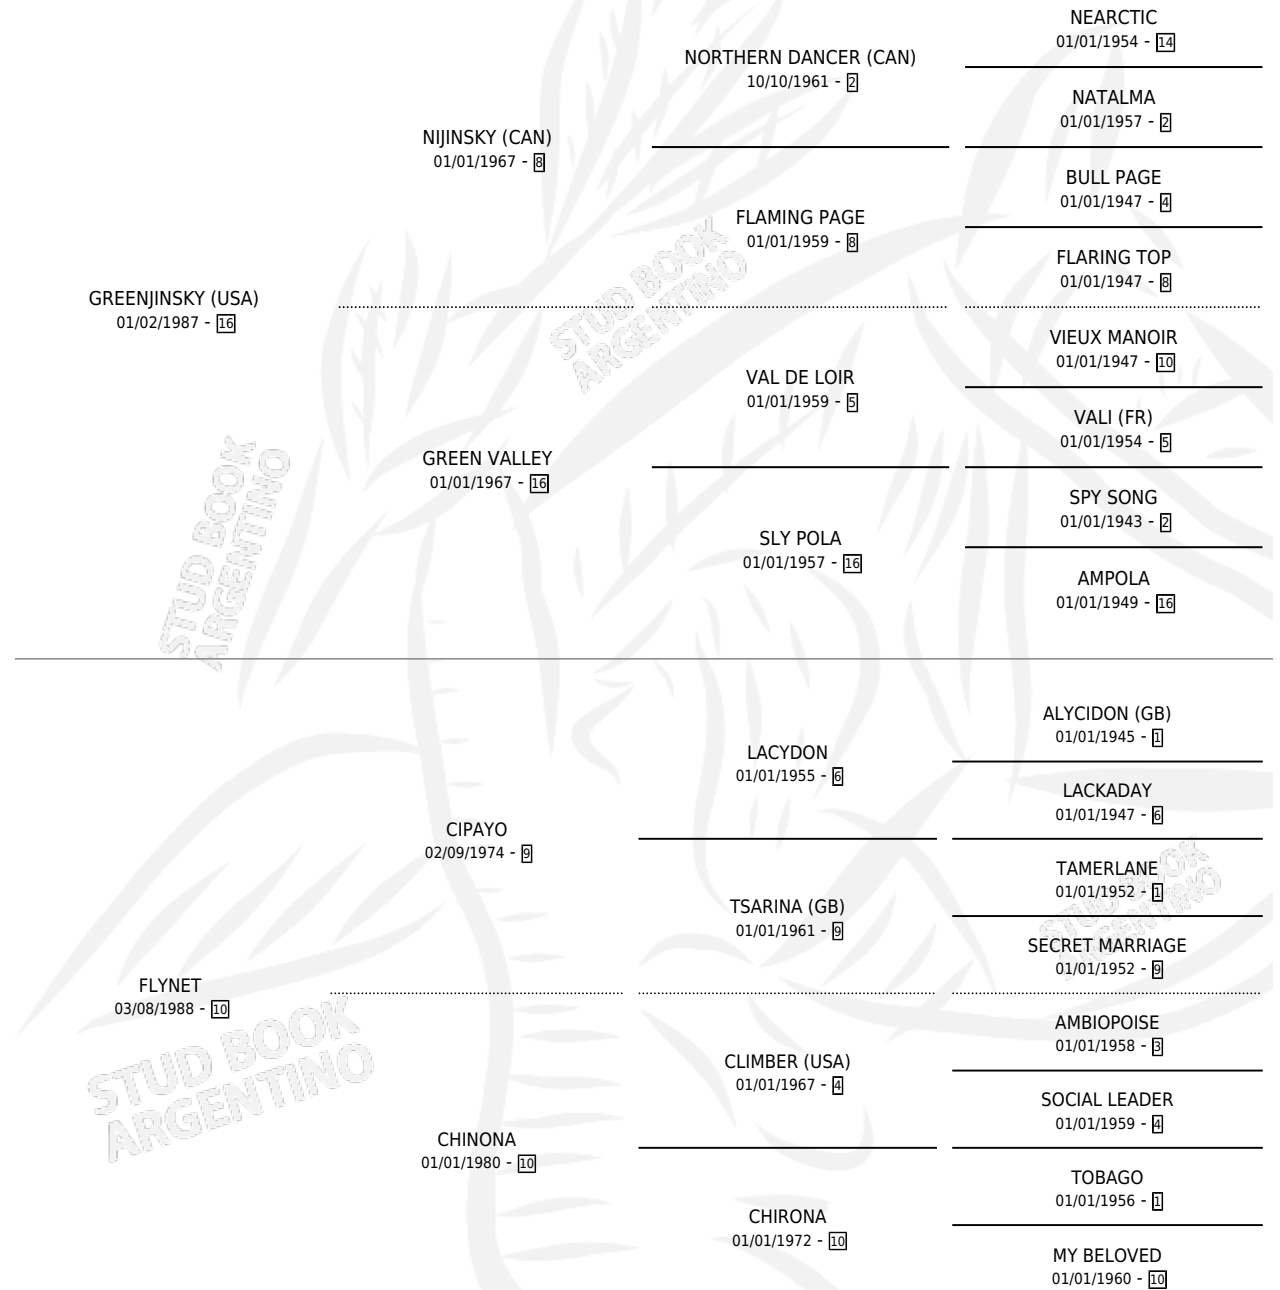 NEARCTIC
01/01/1954 - 14
NORTHERN DANCER (CAN)
10/10/1961 - 2
NATALMA
01/01/1957 - 2
NIJINSKY (CAN)
01/01/1967 - 8
BULL PAGE
01/01/1947 - 4
FLAMING PAGE
01/01/1959 - 8
FLARING TOP
01/01/1947 - 8
GREENJINSKY (USA)
01/02/1987 - 16
VIEUX MANOIR
01/01/1947 - 10
VAL DE LOIR
01/01/1959 - 5
VALI (FR)
01/01/1954 - 5
GREEN VALLEY
01/01/1967 - 16
SPY SONG
01/01/1943 - 2
SLY POLA
01/01/1957 - 16
AMPOLA
01/01/1949 - 16
ALYCIDON (GB)
01/01/1945 - 1
LACYDON
01/01/1955 - 6
LACKADAY
01/01/1947 - 6
CIPAYO
02/09/1974 - 9
TAMERLANE
01/01/1952 - 1
TSARINA (GB)
01/01/1961 - 9
SECRET MARRIAGE
01/01/1952 - 9
FLYNET
03/08/1988 - 10
AMBIOPOISE
01/01/1958 - 3
CLIMBER (USA)
01/01/1967 - 4
SOCIAL LEADER
01/01/1959 - 4
CHINONA
01/01/1980 - 10
TOBAGO
01/01/1956 - 1
CHIRONA
01/01/1972 - 10
MY BELOVED
01/01/1960 - 10
STUD BOOK
ARGENTINO
STUD BOOK
ARGENTINO
STUD BOOK
ARGENTINO
STUD BOOK
ARGENTINO